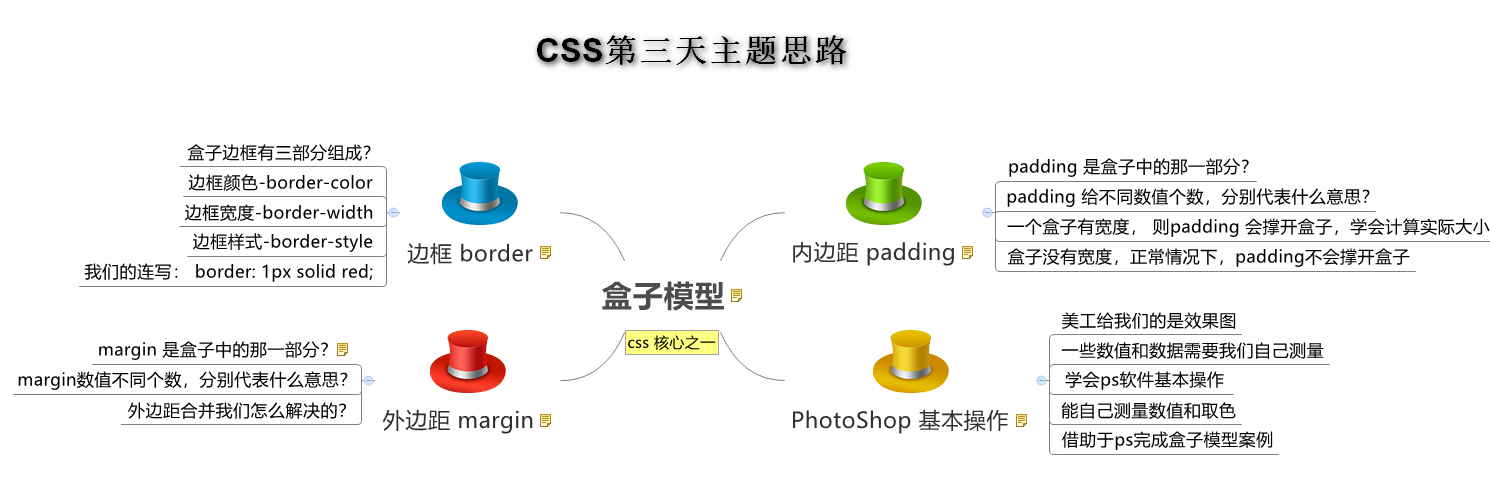 CSS第三天主题思路
盒子边框有三部分组成？
边框颜色-border-color
边框宽度-border-width
边框样式-border-style
我们的连写： border: 1px solid red;
边框 border
padding 是盒子中的那一部分？
padding 给不同数值个数，分别代表什么意思？
一个盒子有宽度， 则padding 会撑开盒子，学会计算实际大小
盒子没有宽度，正常情况下，padding不会撑开盒子
内边距 padding
盒子模型
css 核心之一
margin 是盒子中的那一部分？
margin数值不同个数，分别代表什么意思？
外边距合并我们怎么解决的？
外边距 margin
美工给我们的是效果图
一些数值和数据需要我们自己测量
学会ps软件基本操作
能自己测量数值和取色
借助于ps完成盒子模型案例
PhotoShop 基本操作